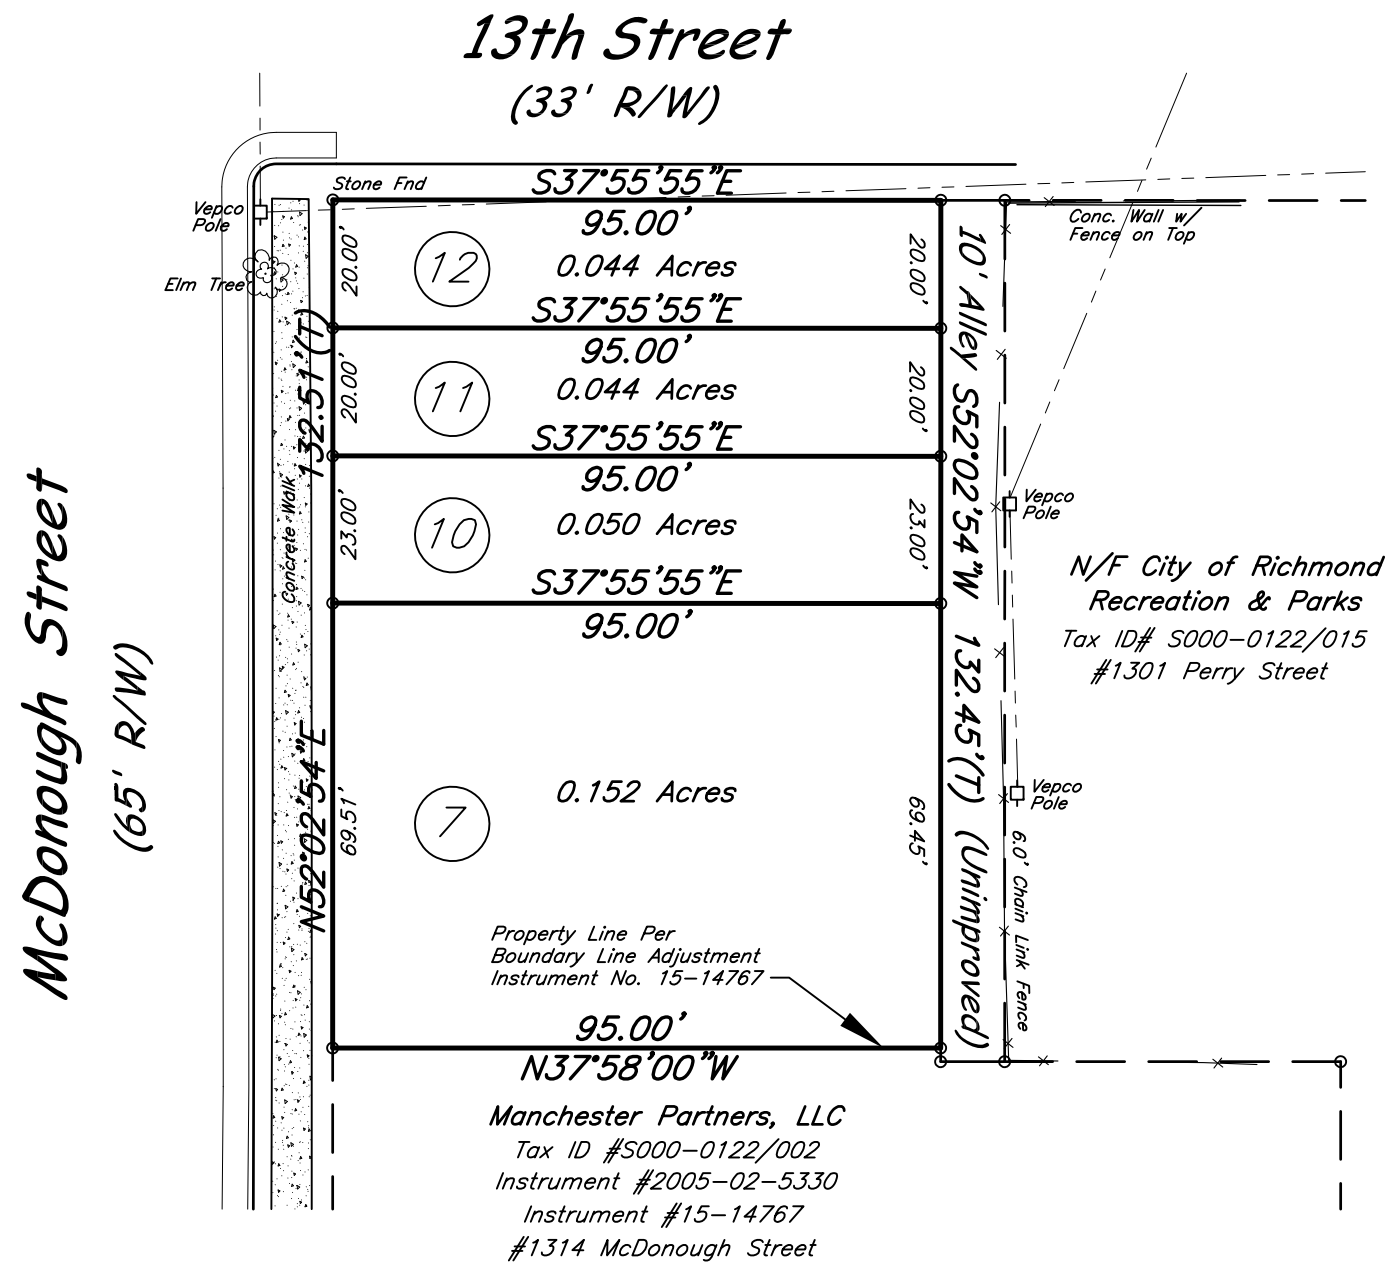 13th Street
(33' R/W)
Stone Fnd
S37°55'55"E
95.00'
Vepco
Pole
Elm Tree
20.00'
12
0.044 Acres
20.00'
Conc. Wall w/
Fence on Top
S37°55'55"E
95.00'
20.00'
11
0.044 Acres
20.00'
132.51'(T)
S37°55'55"E
95.00'
23.00'
10
0.050 Acres
23.00'
Concrete Walk
10' Alley S52°02'54"W 132.45'(T) (Unimproved)
Vepco
Pole
S37°55'55"E
95.00'
N/F City of Richmond
Recreation & Parks
Tax ID# S000-0122/015
#1301 Perry Street
McDonough Street
(65' R/W)
N52°02'54"E
69.51'
7
0.152 Acres
69.45'
Vepco
Pole
6.0' Chain Link Fence
Property Line Per
Boundary Line Adjustment
Instrument No. 15-14767
95.00'
N37°58'00"W
Manchester Partners, LLC
Tax ID #S000-0122/002
Instrument #2005-02-5330
Instrument #15-14767
#1314 McDonough Street